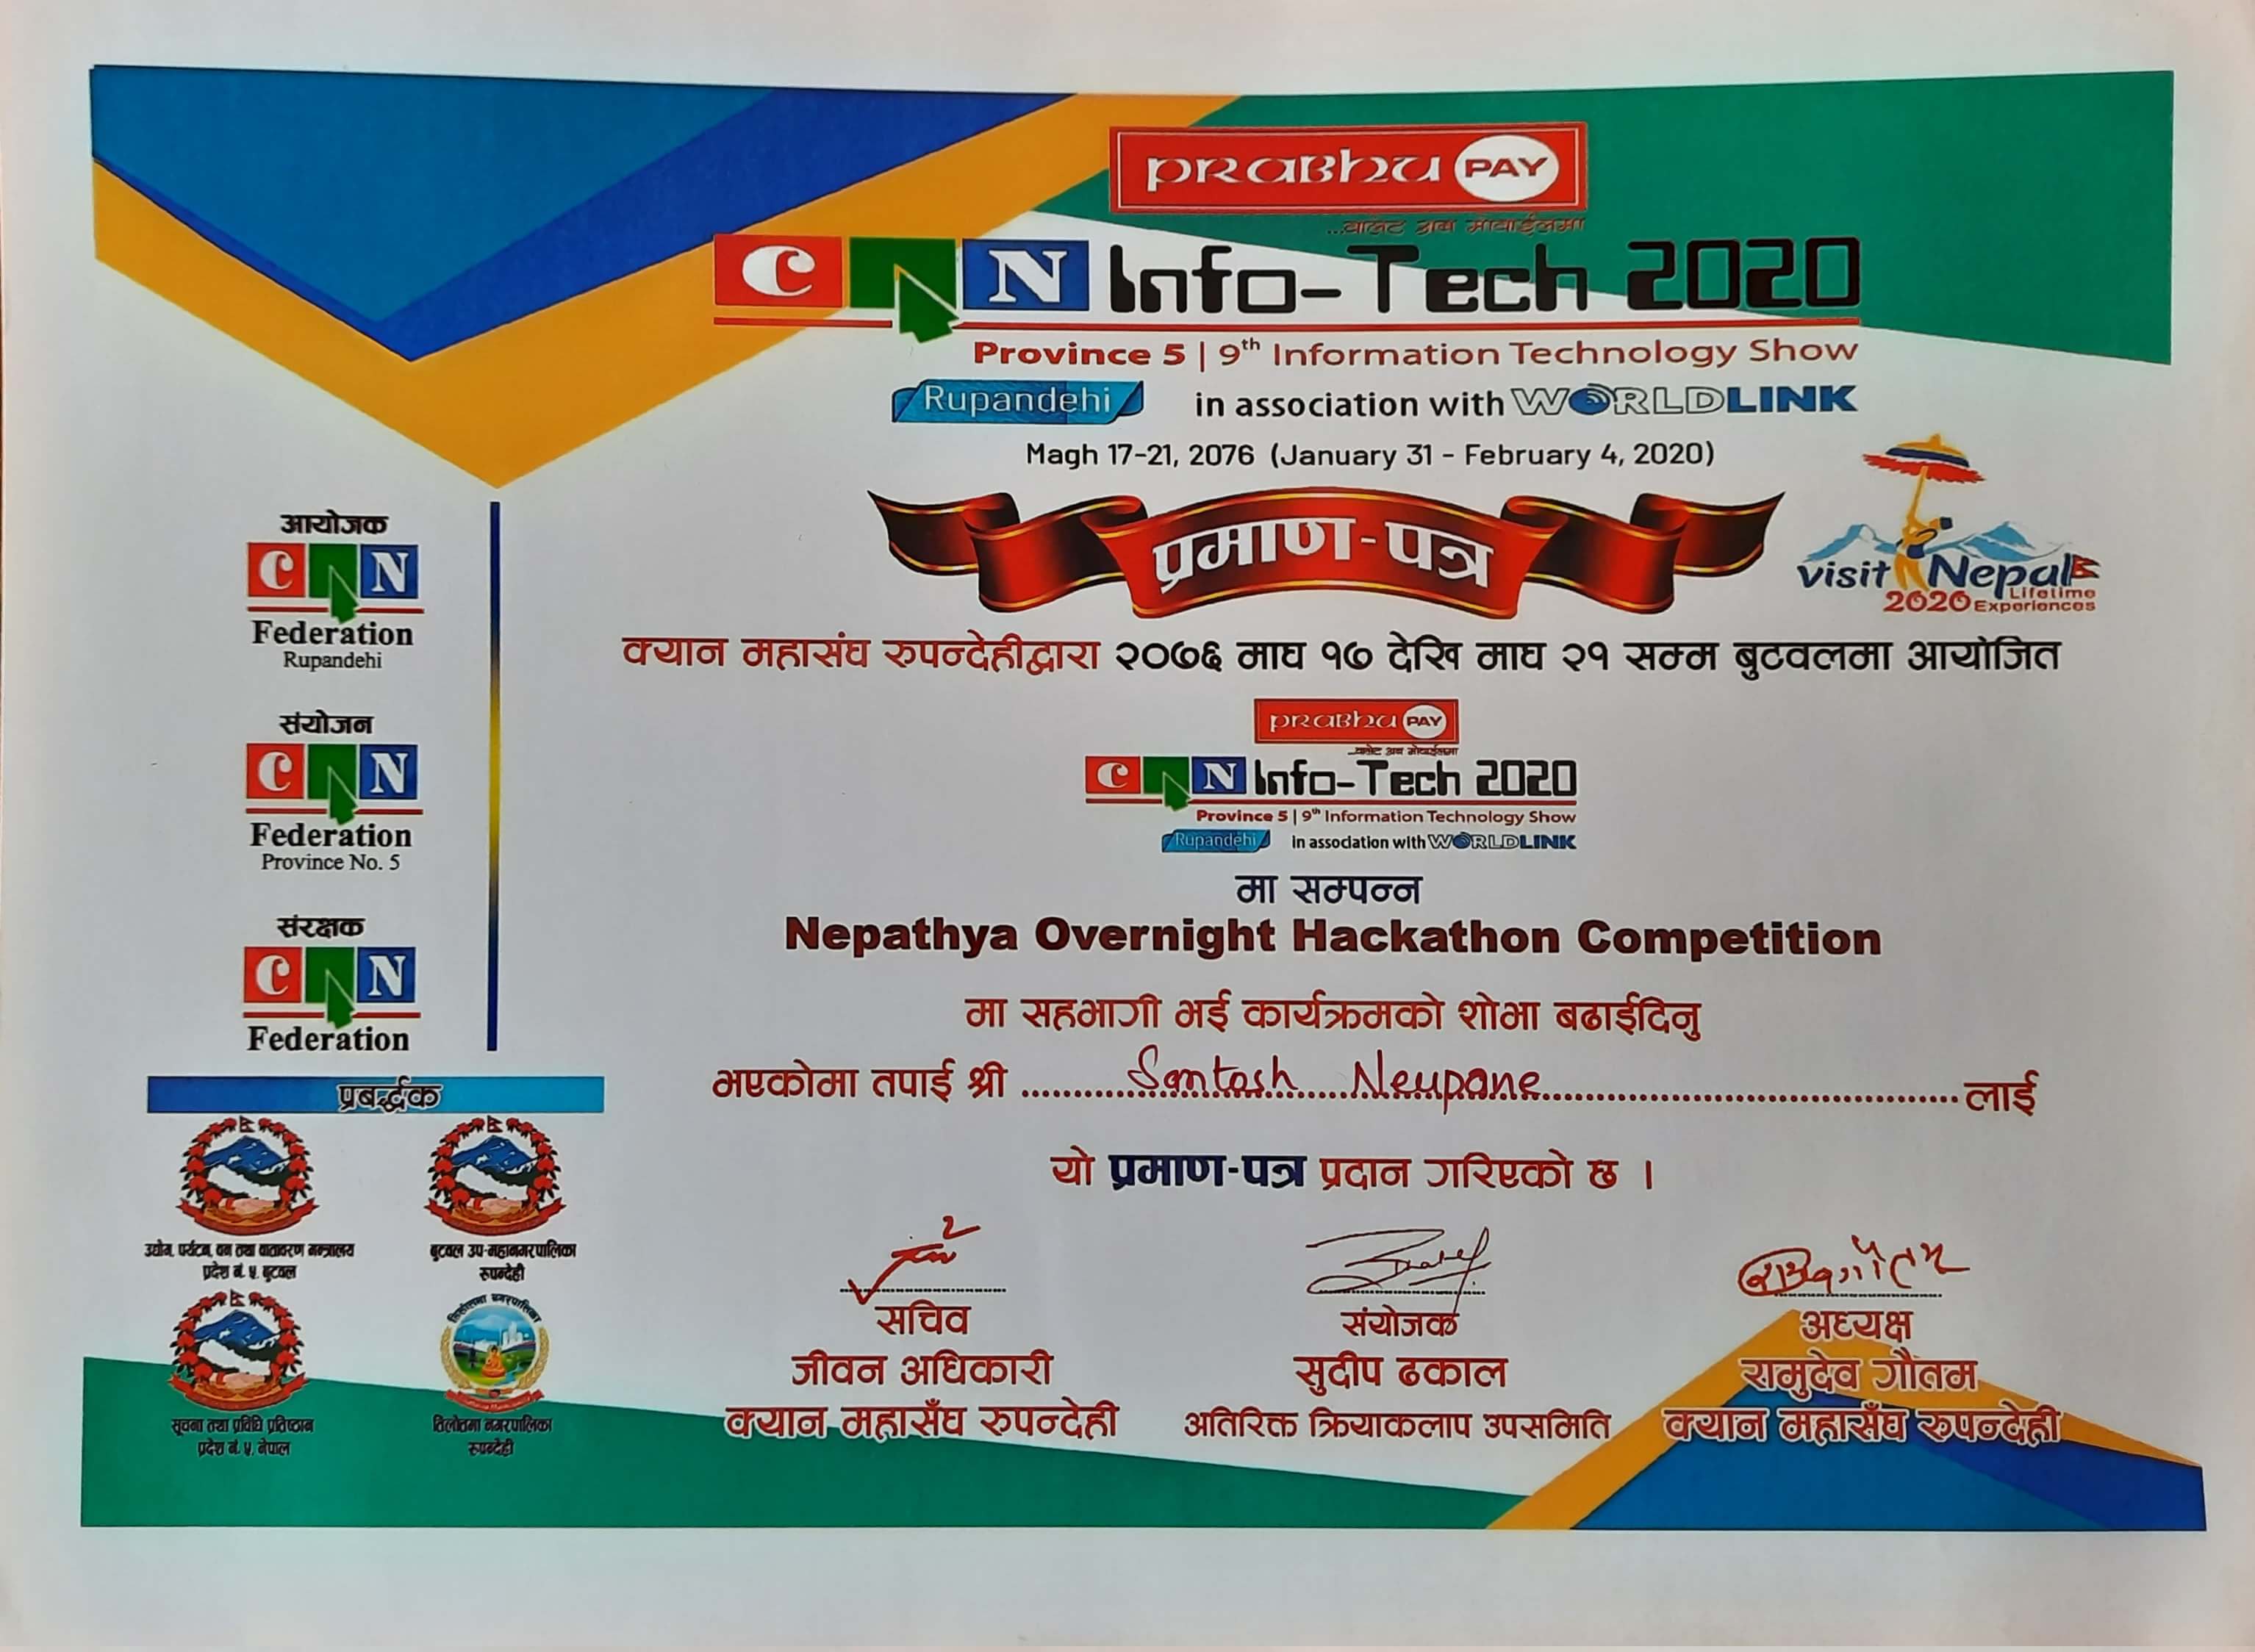 PRABHU PAY
...वालेट अब मोबाईलमा
CAN Info-Tech 2020
Province 5 | 9th Information Technology Show
Rupandehi in association with WORLDLINK
Magh 17-21, 2076 (January 31 - February 4, 2020)
प्रमाण-पत्र
visit Nepal
2020 Lifetime Experiences
आयोजक
CAN
Federation
Rupandehi
संयोजन
CAN
Federation
Province No. 5
संरक्षक
CAN
Federation
प्रबर्द्धक
उद्योग, पर्यटन, वन तथा वातावरण मन्त्रालय
प्रदेश नं. ५, बुटवल
बुटवल उप-महानगरपालिका
रुपन्देही
सूचना तथा प्रविधि प्रतिष्ठान
प्रदेश नं. ५, नेपाल
तिलोत्तमा नगरपालिका
तिलोत्तमा नगरपालिका
रुपन्देही
क्यान महासंघ रुपन्देहीद्वारा २०७६ माघ १७ देखि माघ २१ सम्म बुटवलमा आयोजित
PRABHU PAY
...वालेट अब मोबाईलमा
CAN Info-Tech 2020
Province 5 | 9th Information Technology Show
Rupandehi in association with WORLDLINK
मा सम्पन्न
Nepathya Overnight Hackathon Competition
मा सहभागी भई कार्यक्रमको शोभा बढाईदिनु
भएकोमा तपाई श्री Santosh Neupane लाई
यो प्रमाण-पत्र प्रदान गरिएको छ ।
सचिव
जीवन अधिकारी
क्यान महासँघ रुपन्देही
संयोजक
सुदीप ढकाल
अतिरिक्त क्रियाकलाप उपसमिति
अध्यक्ष
रामुदेव गौतम
क्यान महासँघ रुपन्देही